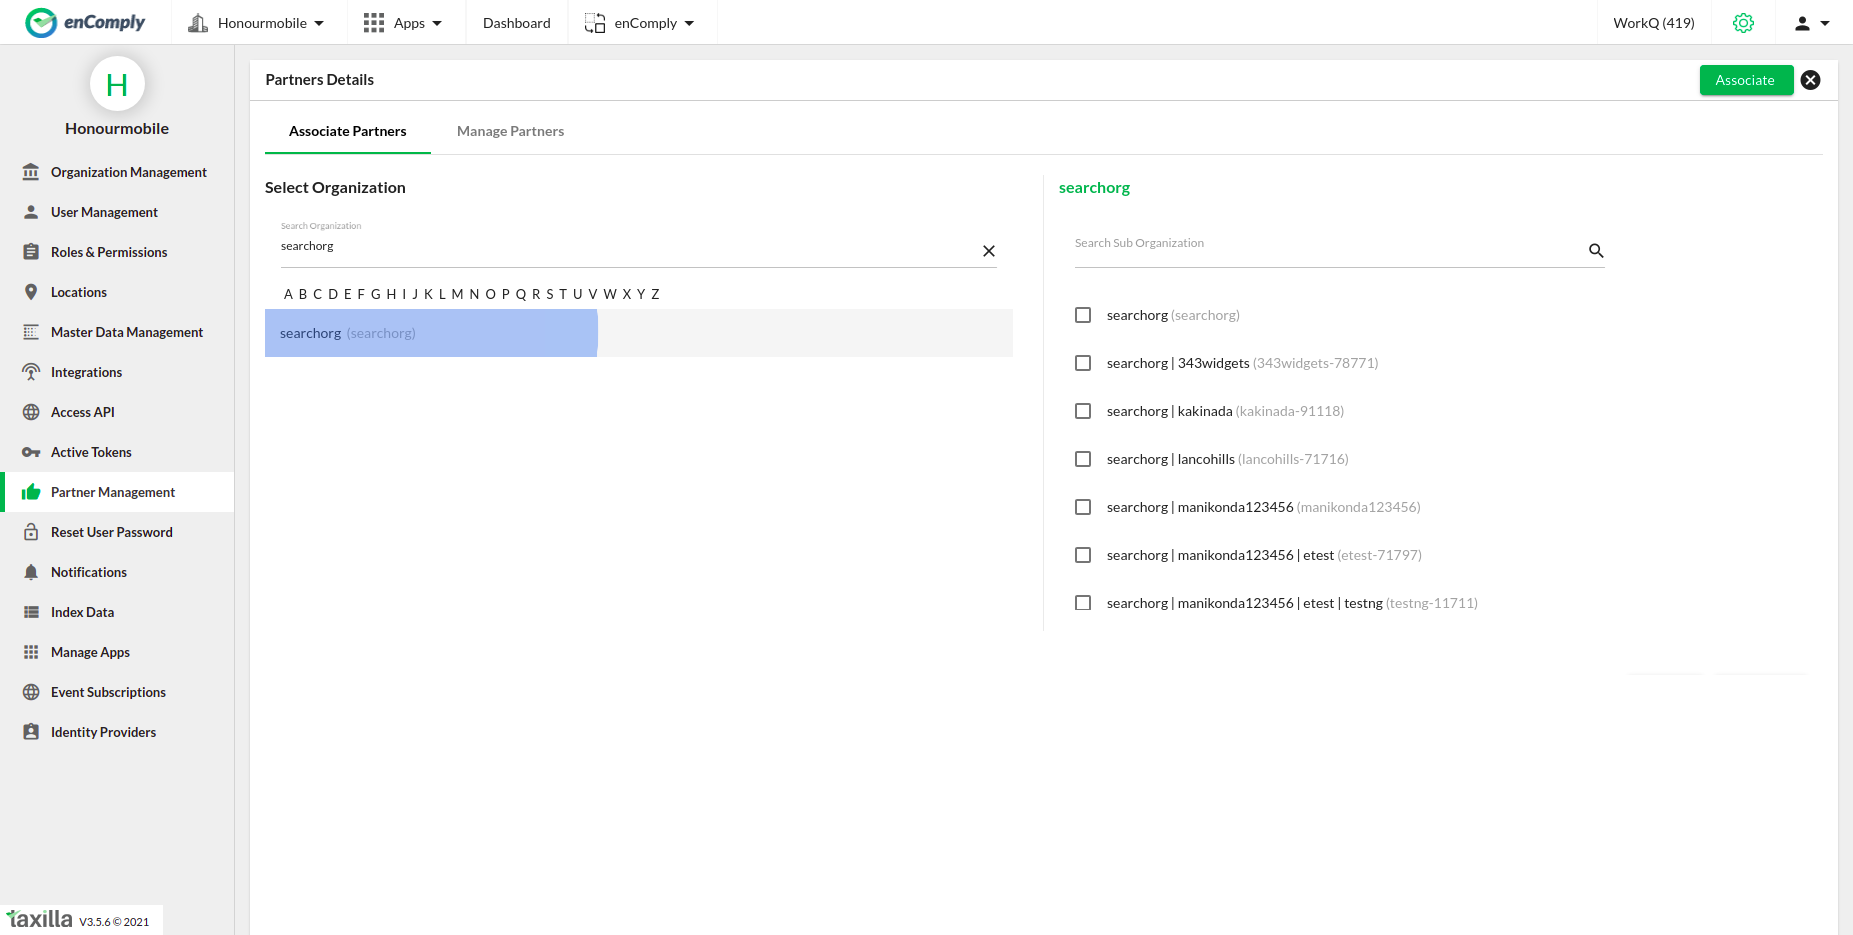 enComply
Honourmobile
Apps
Dashboard
enComply
WorkQ (419)
H
Honourmobile
Organization Management
User Management
Roles & Permissions
Locations
Master Data Management
Integrations
Access API
Active Tokens
Partner Management
Reset User Password
Notifications
Index Data
Manage Apps
Event Subscriptions
Identity Providers
taxilla V3.5.6 © 2021
Partners Details
Associate
Associate Partners
Manage Partners
Select Organization
Search Organization
searchorg
A B C D E F G H I J K L M N O P Q R S T U V W X Y Z
searchorg (searchorg)
searchorg
Search Sub Organization
searchorg (searchorg)
searchorg | 343widgets (343widgets-78771)
searchorg | kakinada (kakinada-91118)
searchorg | lancohills (lancohills-71716)
searchorg | manikonda123456 (manikonda123456)
searchorg | manikonda123456 | etest (etest-71797)
searchorg | manikonda123456 | etest | testng (testng-11711)